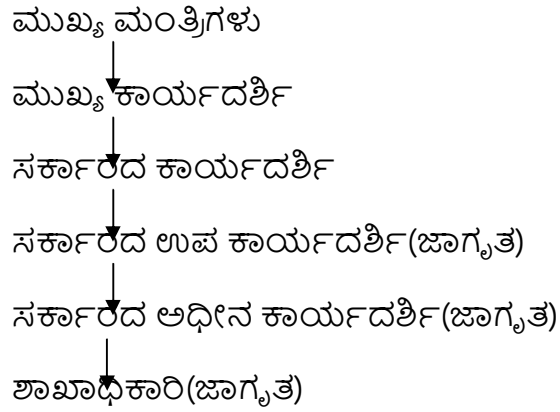 ಮುಖ್ಯ ಮಂತ್ರಿಗಳು
ಮುಖ್ಯ ಕಾರ್ಯದರ್ಶಿ
ಸರ್ಕಾರದ ಕಾರ್ಯದರ್ಶಿ
ಸರ್ಕಾರದ ಉಪ ಕಾರ್ಯದರ್ಶಿ(ಜಾಗೃತ)
ಸರ್ಕಾರದ ಅಧೀನ ಕಾರ್ಯದರ್ಶಿ(ಜಾಗೃತ)
ಶಾಖಾಧಿಕಾರಿ(ಜಾಗೃತ)